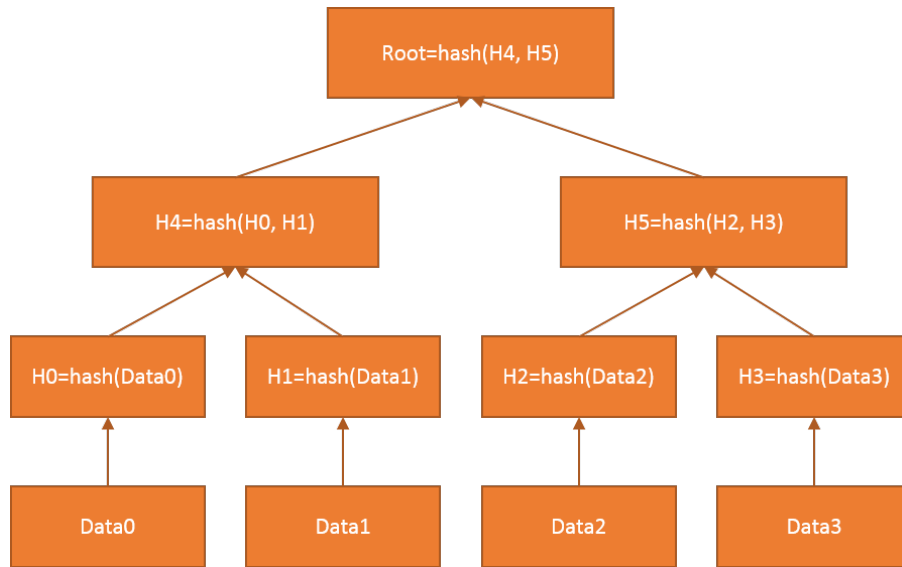 Root=hash(H4, H5)
H4=hash(H0, H1)
H5=hash(H2, H3)
H0=hash(Data0)
H1=hash(Data1)
H2=hash(Data2)
H3=hash(Data3)
Data0
Data1
Data2
Data3